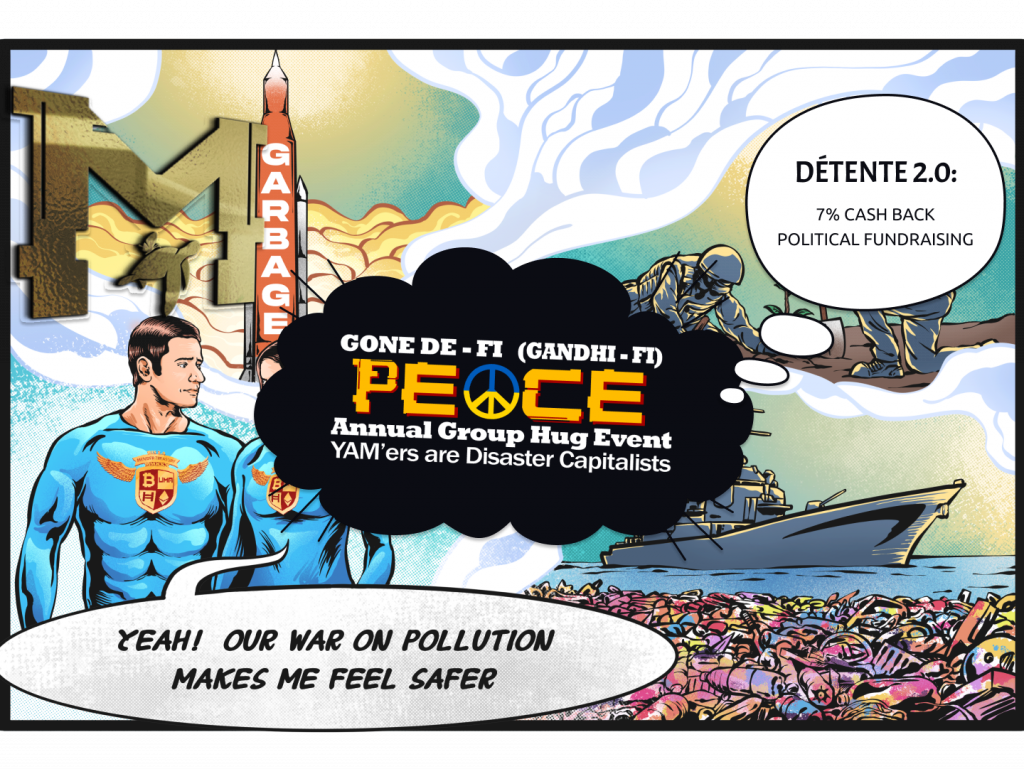 M
GARBAGE
DÉTENTE 2.0:
7% CASH BACK
POLITICAL FUNDRAISING
GONE DE - FI (GANDHI - FI)
PEACE
Annual Group Hug Event
YAM'ers are Disaster Capitalists
B UHA
H
YEAH! OUR WAR ON POLLUTION
MAKES ME FEEL SAFER